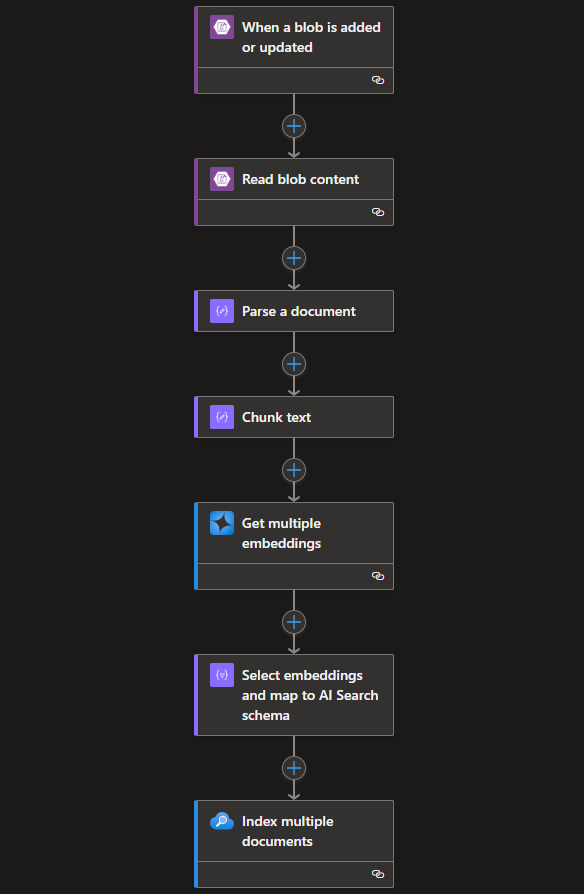 When a blob is added
or updated
Read blob content
Parse a document
Chunk text
Get multiple
embeddings
Select embeddings
and map to AI Search
schema
Index multiple
documents